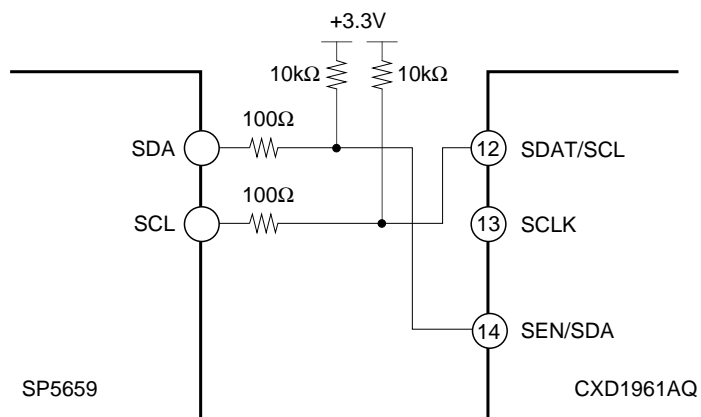 +3.3V
10kΩ 10kΩ
100Ω
SDA 12 SDAT/SCL
100Ω
SCL 13 SCLK
14 SEN/SDA
SP5659 CXD1961AQ